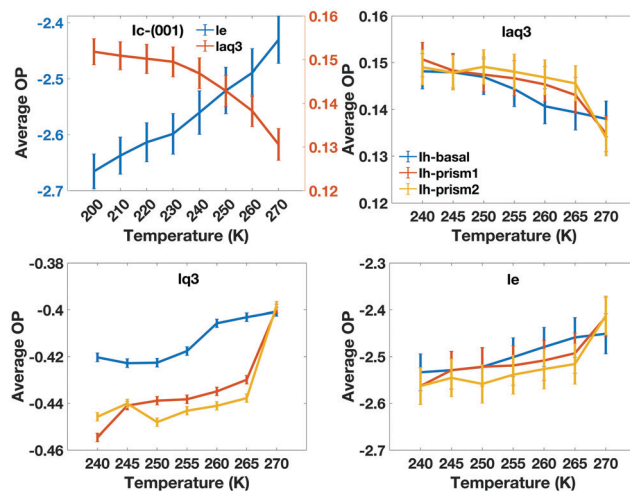 Ic-(001)
le
laq3
Average OP
-2.4
-2.5
-2.6
-2.7
0.16
0.15
0.14
0.13
0.12
200 210 220 230 240 250 260 270
Temperature (K)
laq3
Average OP
0.16
0.15
0.14
0.13
0.12
Ih-basal
Ih-prism1
Ih-prism2
240 245 250 255 260 265 270
Temperature (K)
lq3
Average OP
-0.38
-0.4
-0.42
-0.44
-0.46
240 245 250 255 260 265 270
Temperature (K)
le
Average OP
-2.3
-2.4
-2.5
-2.6
-2.7
240 245 250 255 260 265 270
Temperature (K)